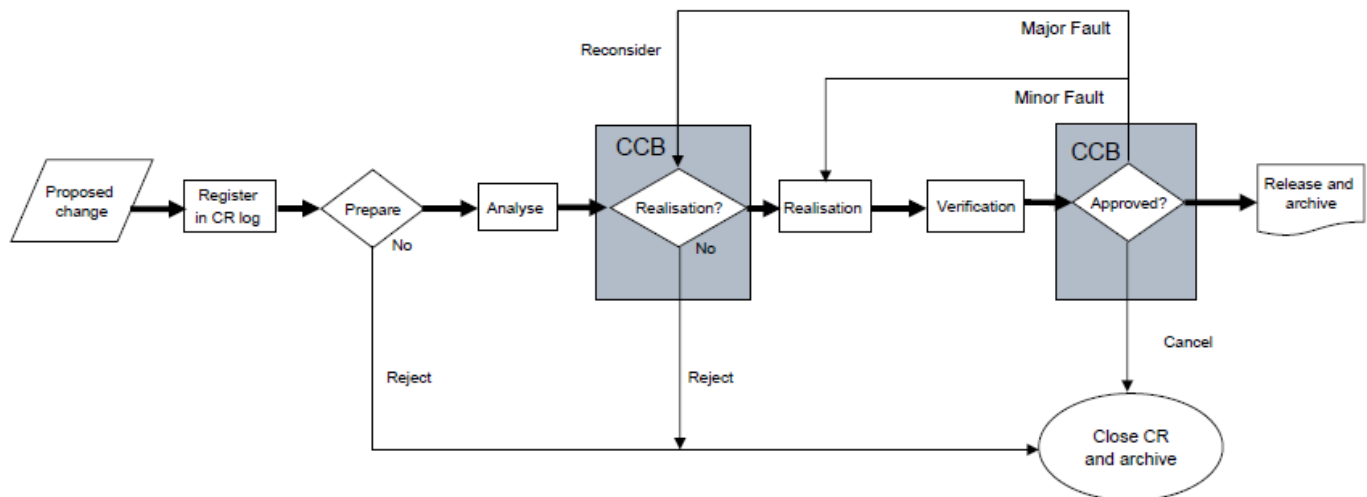 Major Fault
Reconsider
Minor Fault
CCB
CCB
Proposed
change
Register
in CR log
Prepare
Analyse
Realisation?
Realisation
Verification
Approved?
Release and
archive
No
No
Cancel
Reject
Reject
Close CR
and archive